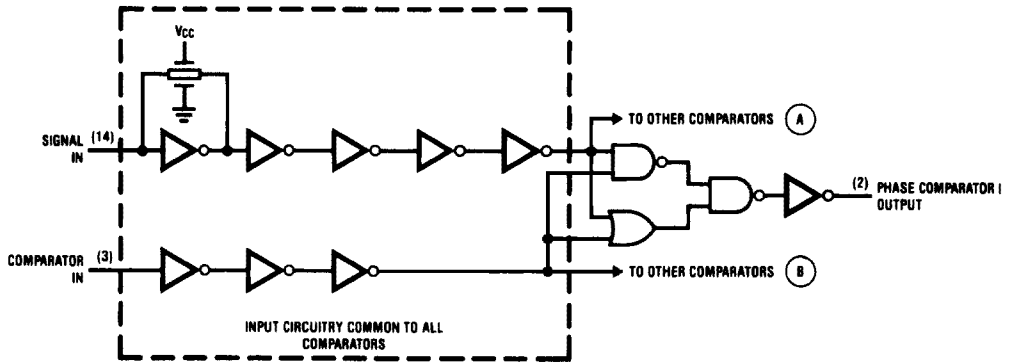 VCC
SIGNAL (14)
IN
TO OTHER COMPARATORS A
(2) PHASE COMPARATOR I
OUTPUT
COMPARATOR (3)
IN
TO OTHER COMPARATORS B
INPUT CIRCUITRY COMMON TO ALL
COMPARATORS